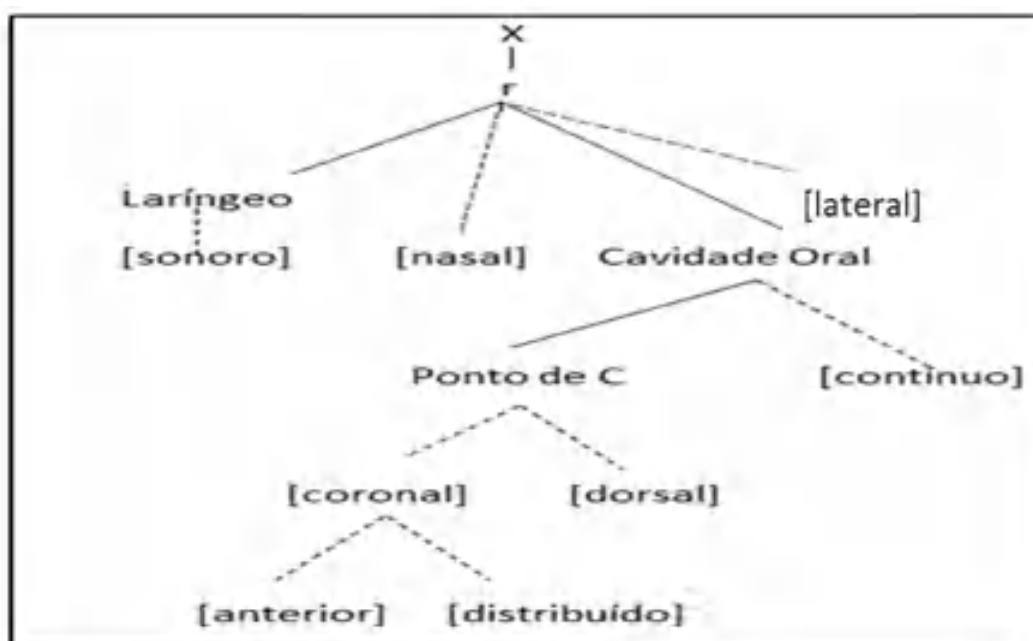 X
r
Laríngeo
[lateral]
[sonoro] [nasal] Cavidade Oral
Ponto de C [contínuo]
[coronal] [dorsal]
[anterior] [distribuído]